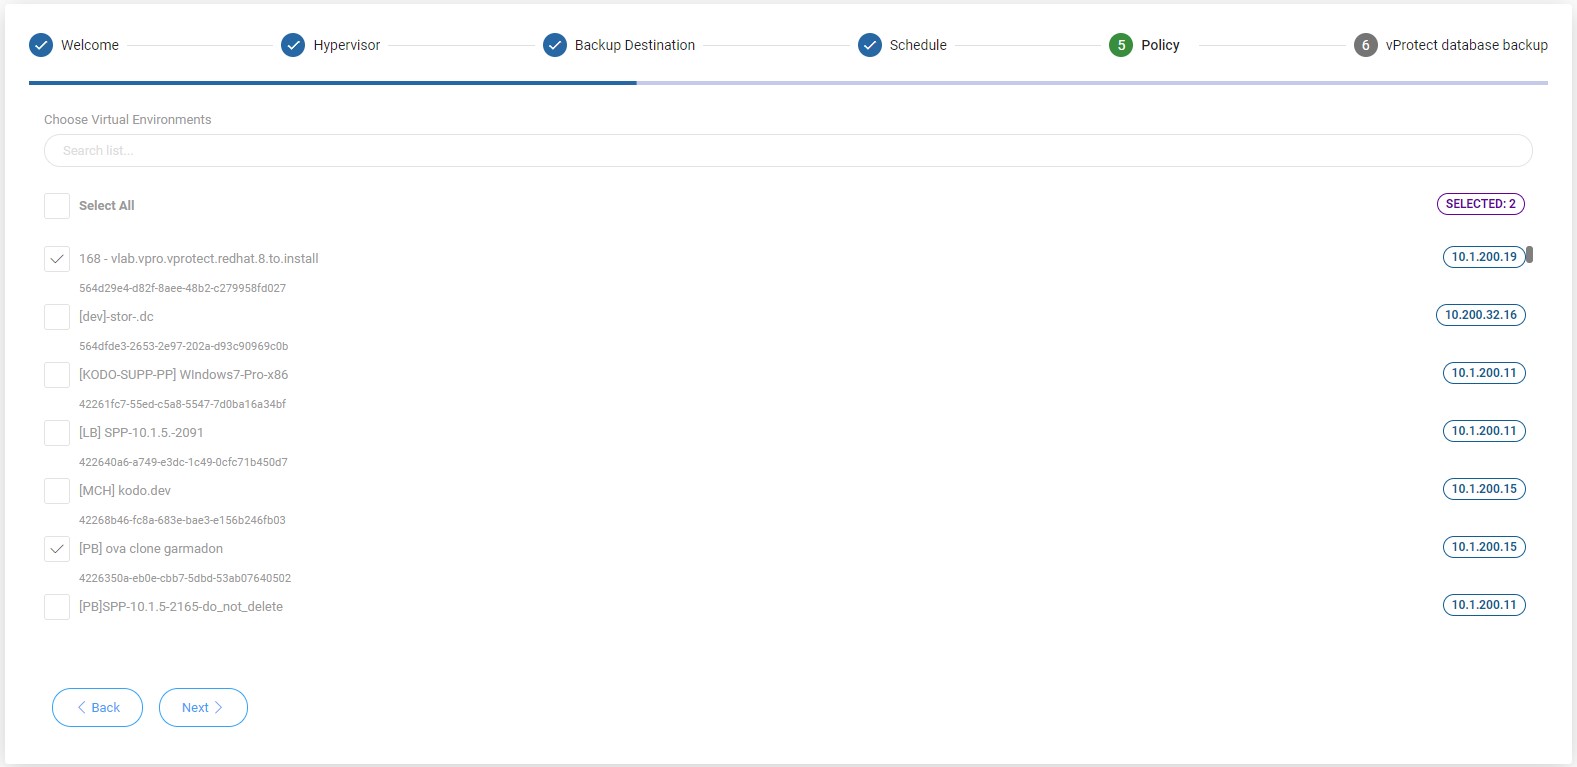 Welcome
Hypervisor
Backup Destination
Schedule
5 Policy
6 vProtect database backup
Choose Virtual Environments
Search list...
Select All
SELECTED: 2
168 - vlab.vpro.vprotect.redhat.8.to.install
10.1.200.19
564d29e4-d82f-8aee-48b2-c279958fd027
[dev]-stor-.dc
10.200.32.16
564dfde3-2653-2e97-202a-d93c90969c0b
[KODO-SUPP-PP] WIndows7-Pro-x86
10.1.200.11
42261fc7-55ed-c5a8-5547-7d0ba16a34bf
[LB] SPP-10.1.5.-2091
10.1.200.11
422640a6-a749-e3dc-1c49-0cfc71b450d7
[MCH] kodo.dev
10.1.200.15
42268b46-fc8a-683e-bae3-e156b246fb03
[PB] ova clone garmadon
10.1.200.15
4226350a-eb0e-cbb7-5dbd-53ab07640502
[PB]SPP-10.1.5-2165-do_not_delete
10.1.200.11
Back
Next